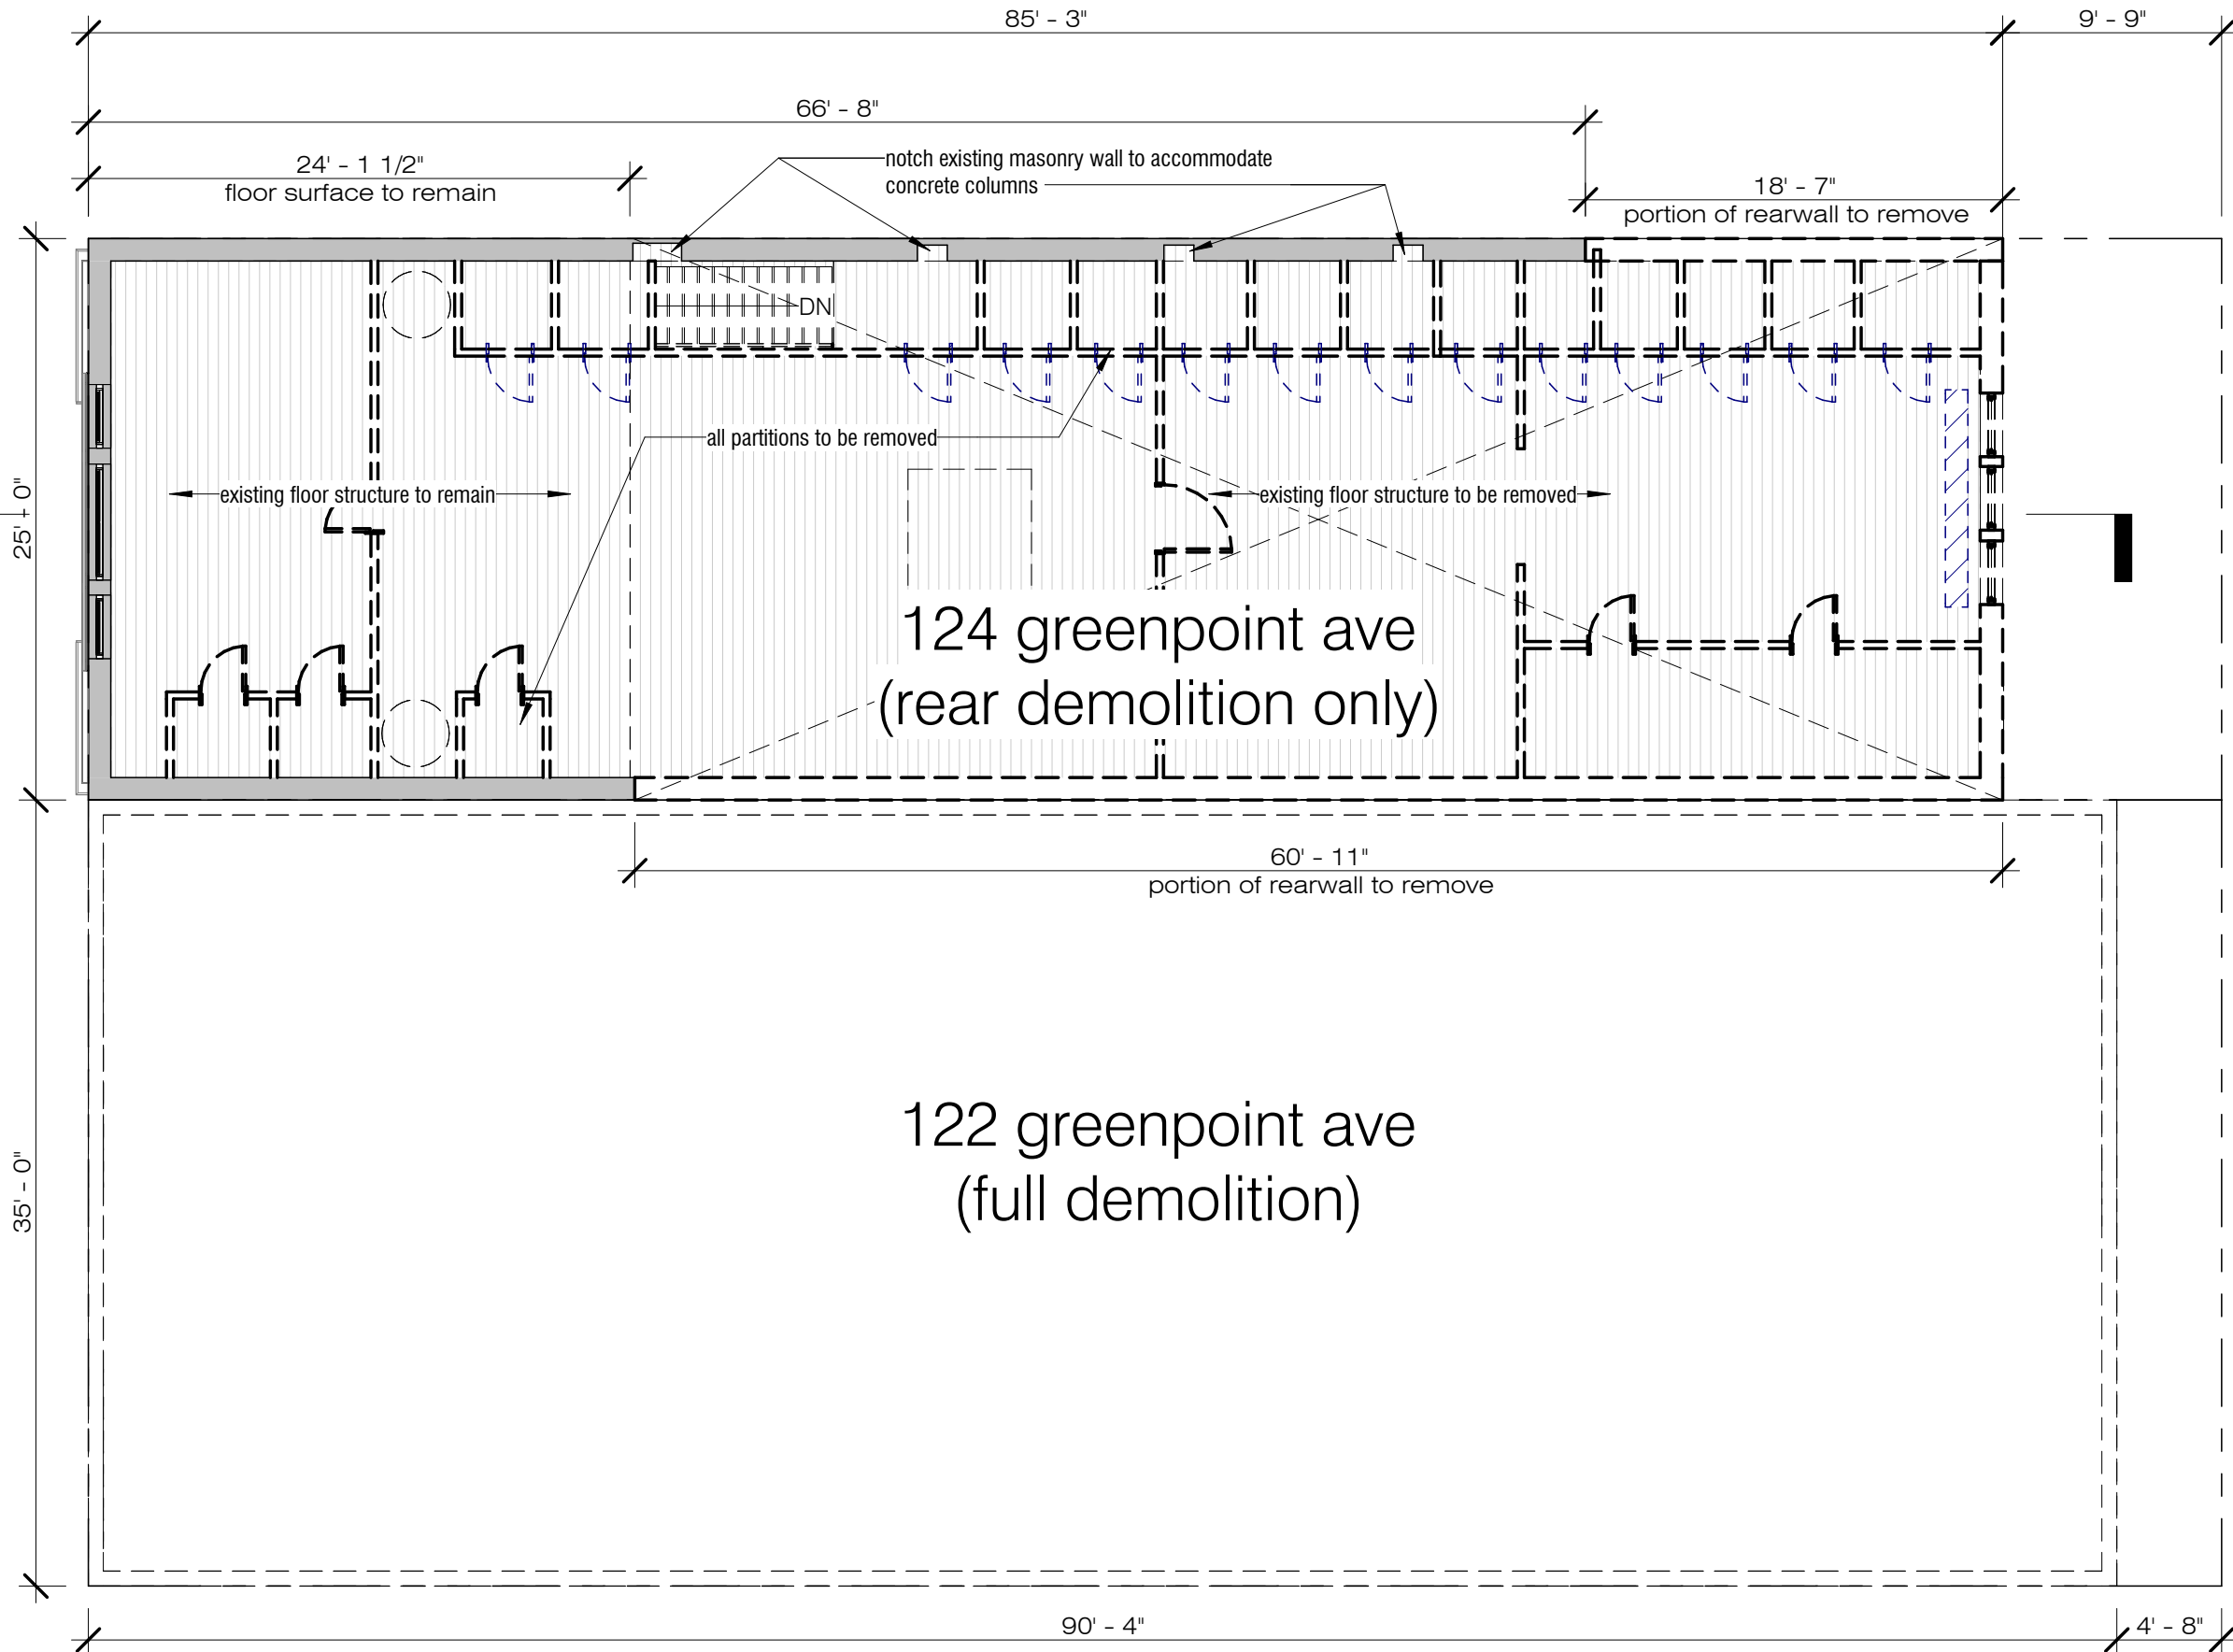 85' - 3"
9' - 9"
66' - 8"
24' - 1 1/2"
floor surface to remain
notch existing masonry wall to accommodate
concrete columns
18' - 7"
portion of rearwall to remove
DN
all partitions to be removed
existing floor structure to remain
existing floor structure to be removed
25' - 0"
124 greenpoint ave
(rear demolition only)
60' - 11"
portion of rearwall to remove
122 greenpoint ave
(full demolition)
35' - 0"
90' - 4"
4' - 8"